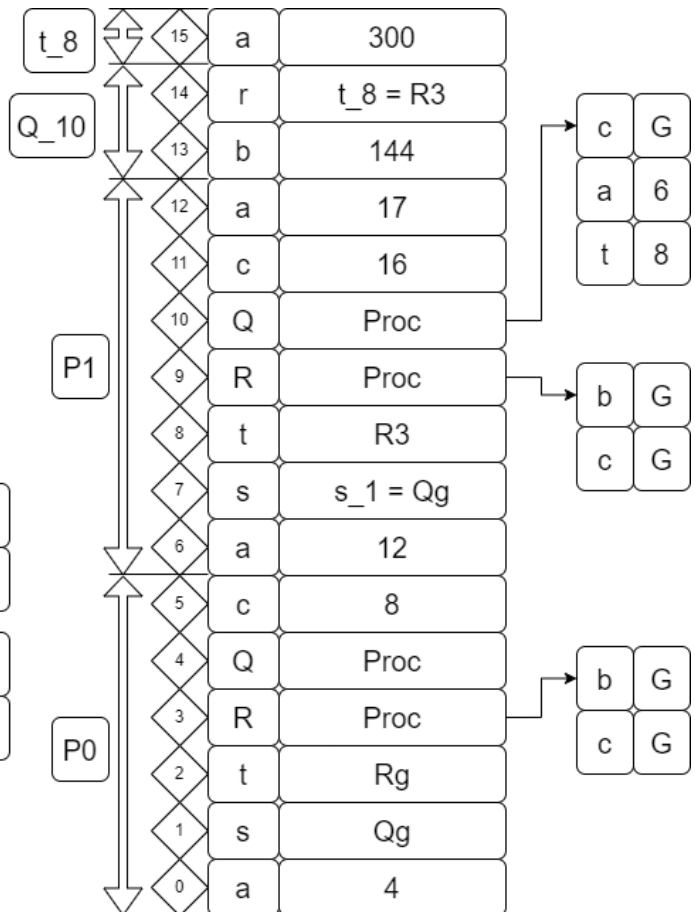 t_8 15 a 300
14 r t_8 = R3
Q_10 c G
13 b 144
12 a 17 a 6
11 c 16 t 8
10 Q Proc
P1
9 R Proc b G
8 t R3 c G
7 s s_1 = Qg
6 a 12
5 c 8
4 Q Proc b G
3 R Proc
P0 c G
2 t Rg
1 s Qg
0 a 4